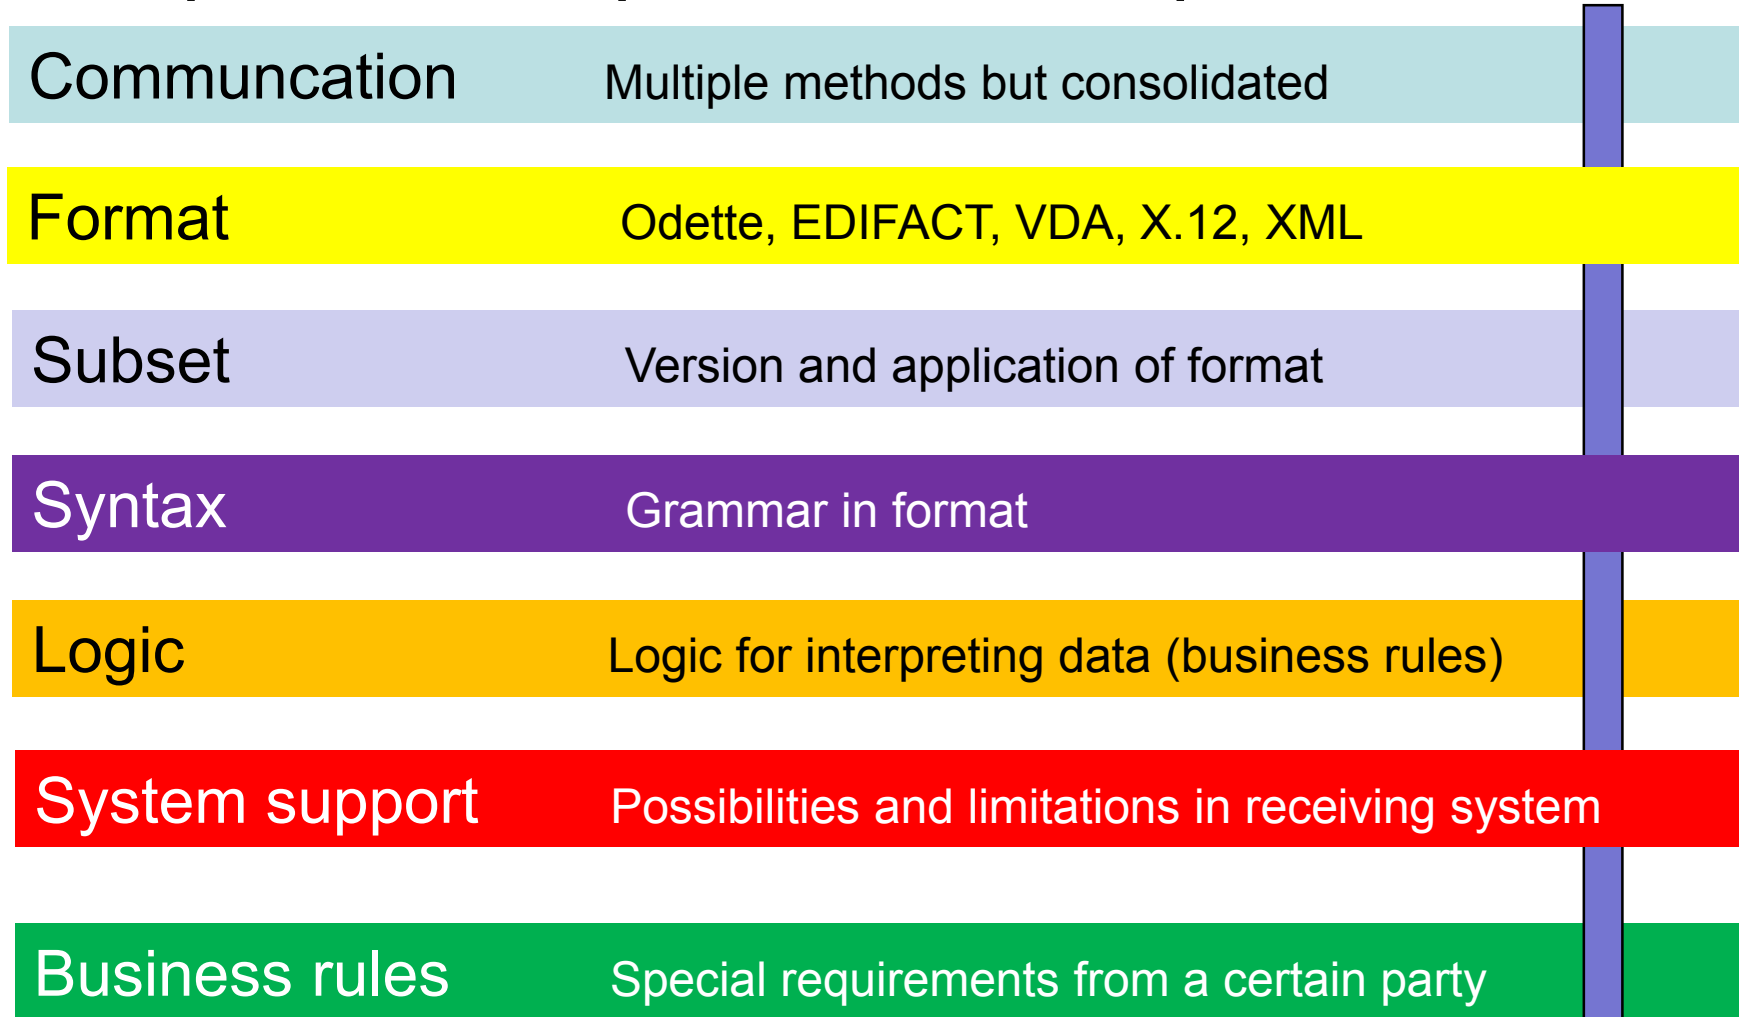 Communcation Multiple methods but consolidated
Format Odette, EDIFACT, VDA, X.12, XML
Subset Version and application of format
Syntax Grammar in format
Logic Logic for interpreting data (business rules)
System support Possibilities and limitations in receiving system
Business rules Special requirements from a certain party